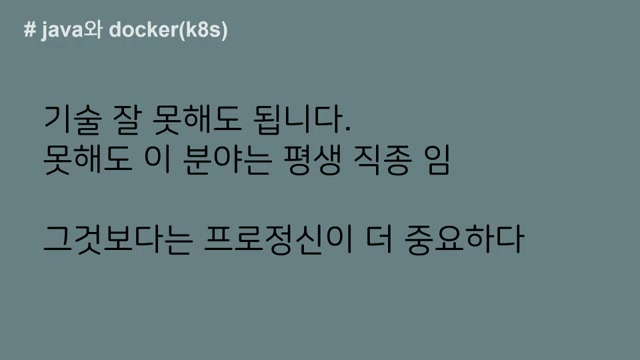 # java와 docker(k8s)
기술 잘 못해도 됩니다.
못해도 이 분야는 평생 직종 임
그것보다는 프로정신이 더 중요하다